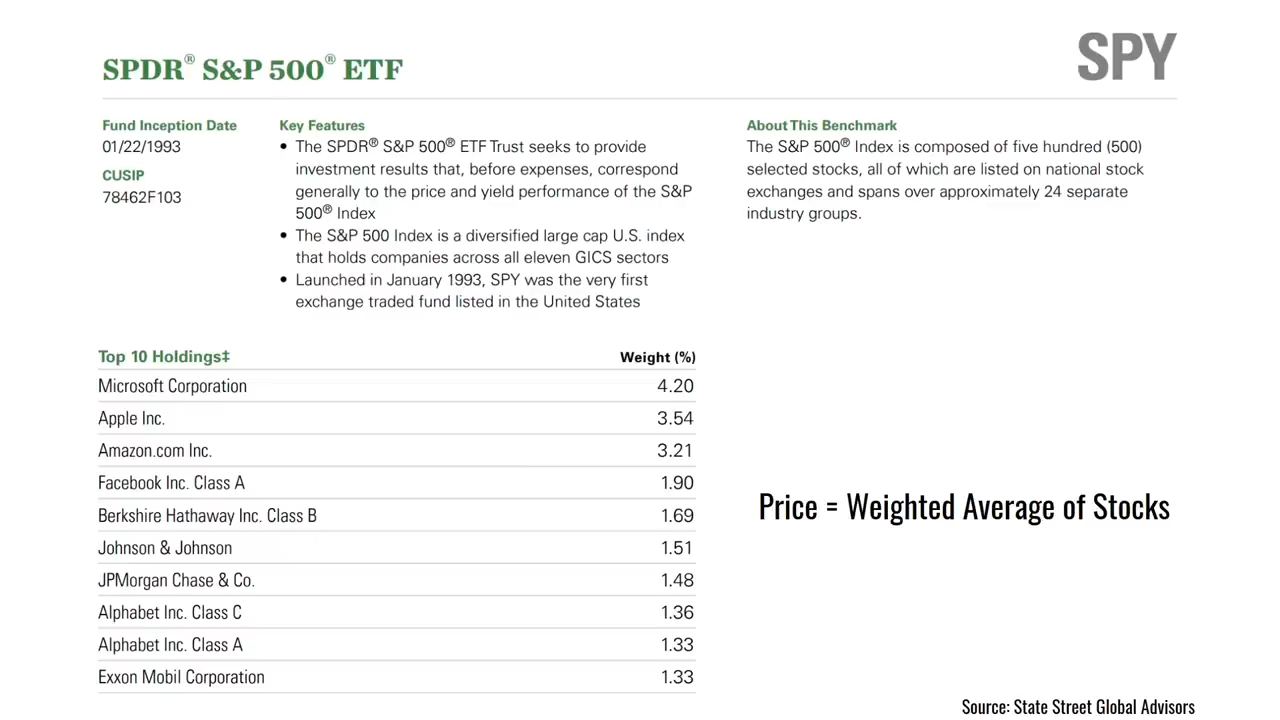 SPDR® S&P 500® ETF
SPY
Fund Inception Date
01/22/1993
CUSIP
78462F103
Key Features
• The SPDR® S&P 500® ETF Trust seeks to provide
investment results that, before expenses, correspond
generally to the price and yield performance of the S&P
500® Index
• The S&P 500 Index is a diversified large cap U.S. index
that holds companies across all eleven GICS sectors
• Launched in January 1993, SPY was the very first
exchange traded fund listed in the United States
About This Benchmark
The S&P 500® Index is composed of five hundred (500)
selected stocks, all of which are listed on national stock
exchanges and spans over approximately 24 separate
industry groups.
Top 10 Holdings‡ Weight (%)
Microsoft Corporation 4.20
Apple Inc. 3.54
Amazon.com Inc. 3.21
Facebook Inc. Class A 1.90
Berkshire Hathaway Inc. Class B 1.69
Johnson & Johnson 1.51
JPMorgan Chase & Co. 1.48
Alphabet Inc. Class C 1.36
Alphabet Inc. Class A 1.33
Exxon Mobil Corporation 1.33
Price = Weighted Average of Stocks
Source: State Street Global Advisors